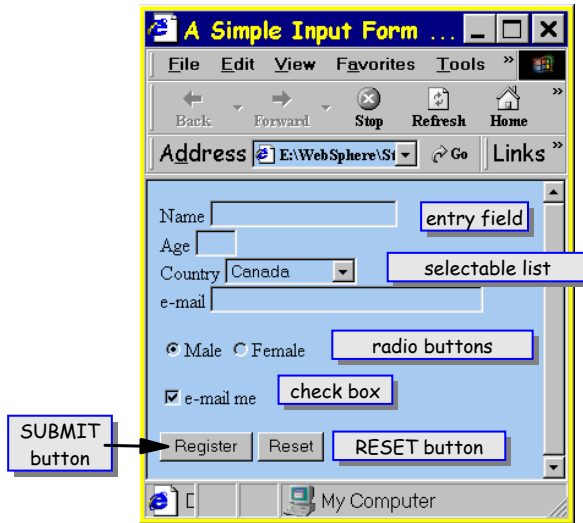 A Simple Input Form ...
File Edit View Favorites Tools »
Back Forward Stop Refresh Home »
Address E:\WebSphere\St Go Links »
Name entry field
Age
Country Canada selectable list
e-mail
Male Female radio buttons
e-mail me check box
SUBMIT
button
Register Reset RESET button
My Computer